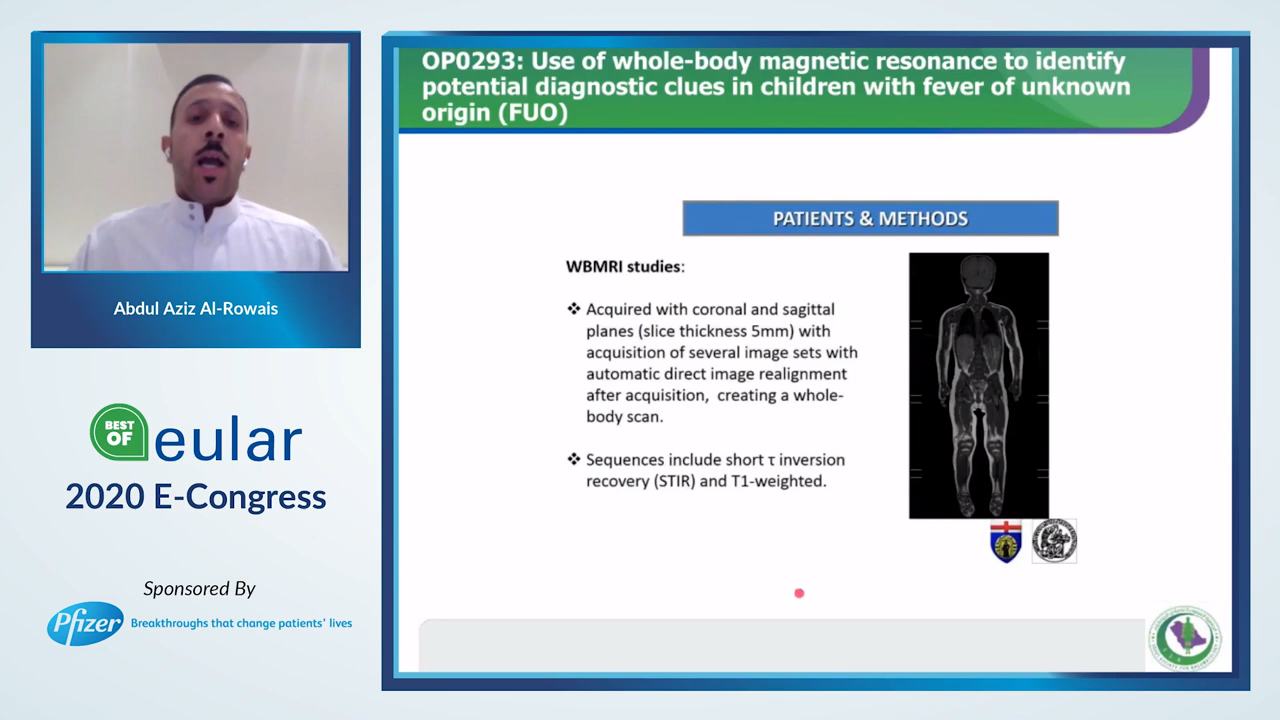 Abdul Aziz Al-Rowais
BEST
OF
eular
2020 E-Congress
Sponsored By
Pfizer
Breakthroughs that change patients' lives
OP0293: Use of whole-body magnetic resonance to identify
potential diagnostic clues in children with fever of unknown
origin (FUO)
PATIENTS & METHODS
WBMRI studies:
❖ Acquired with coronal and sagittal
planes (slice thickness 5mm) with
acquisition of several image sets with
automatic direct image realignment
after acquisition, creating a whole-
body scan.
❖ Sequences include short τ inversion
recovery (STIR) and T1-weighted.